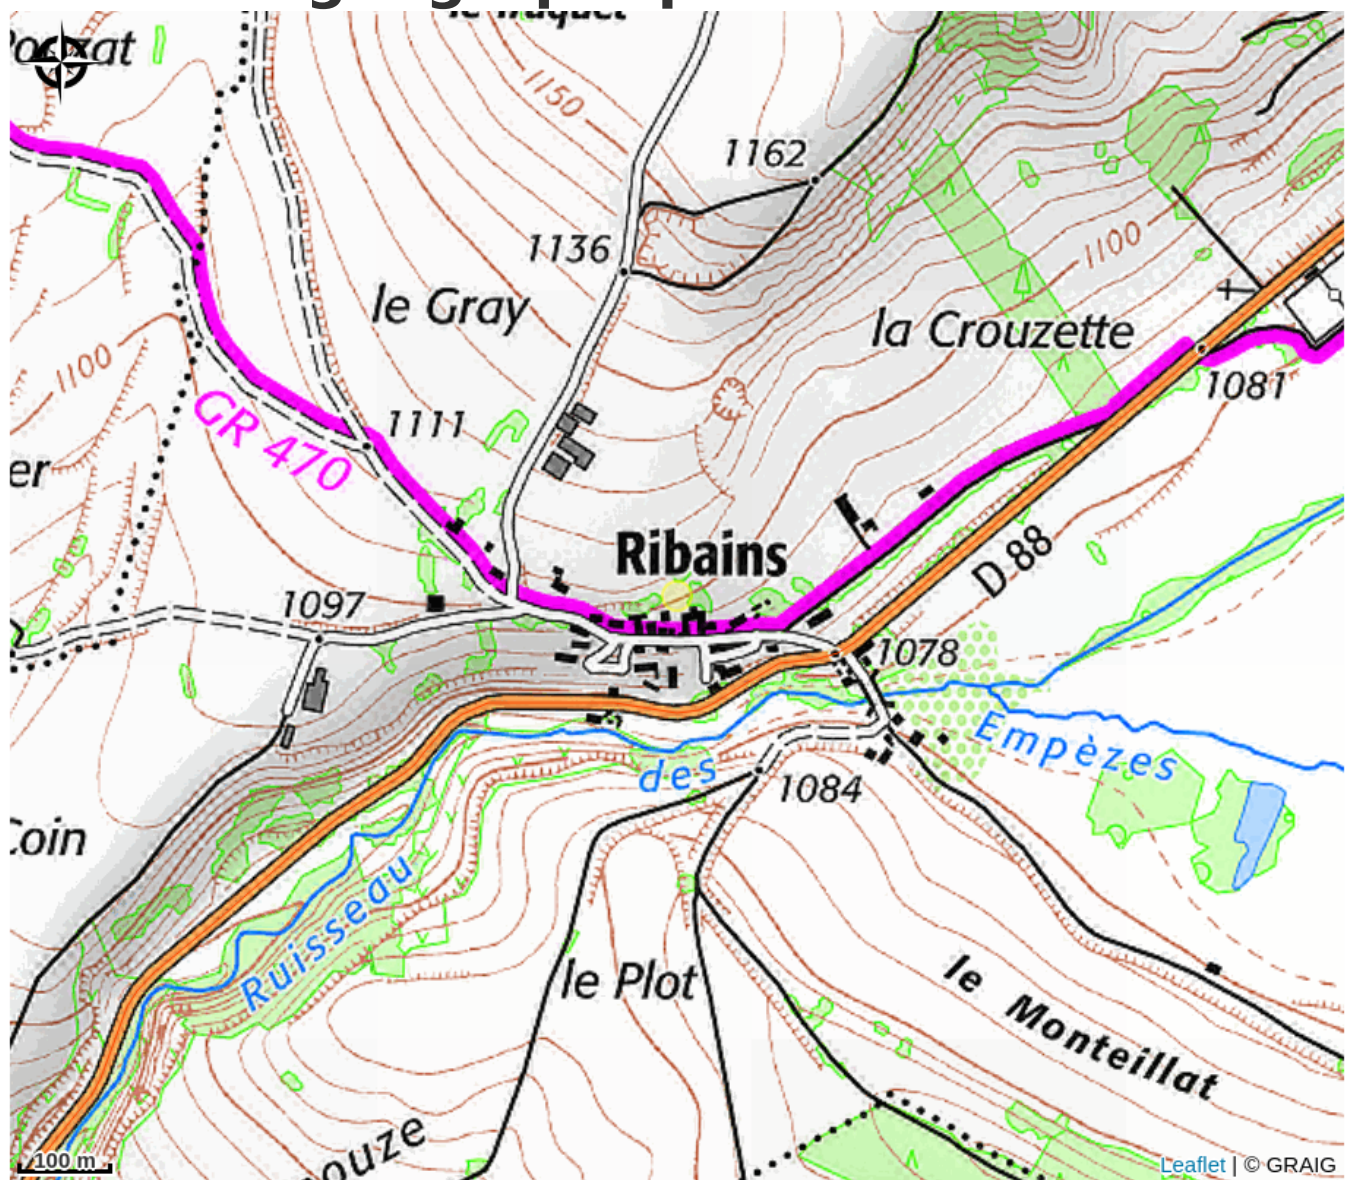 1150
1162
1136
le Gray
1100
la Crouzette
1100
1081
GR 470
1111
Ribains
D 88
1097
1078
Empèzes
des
1084
Ruisseau
le Plot
le Monteillat
100 m
Leaflet | © GRAIG